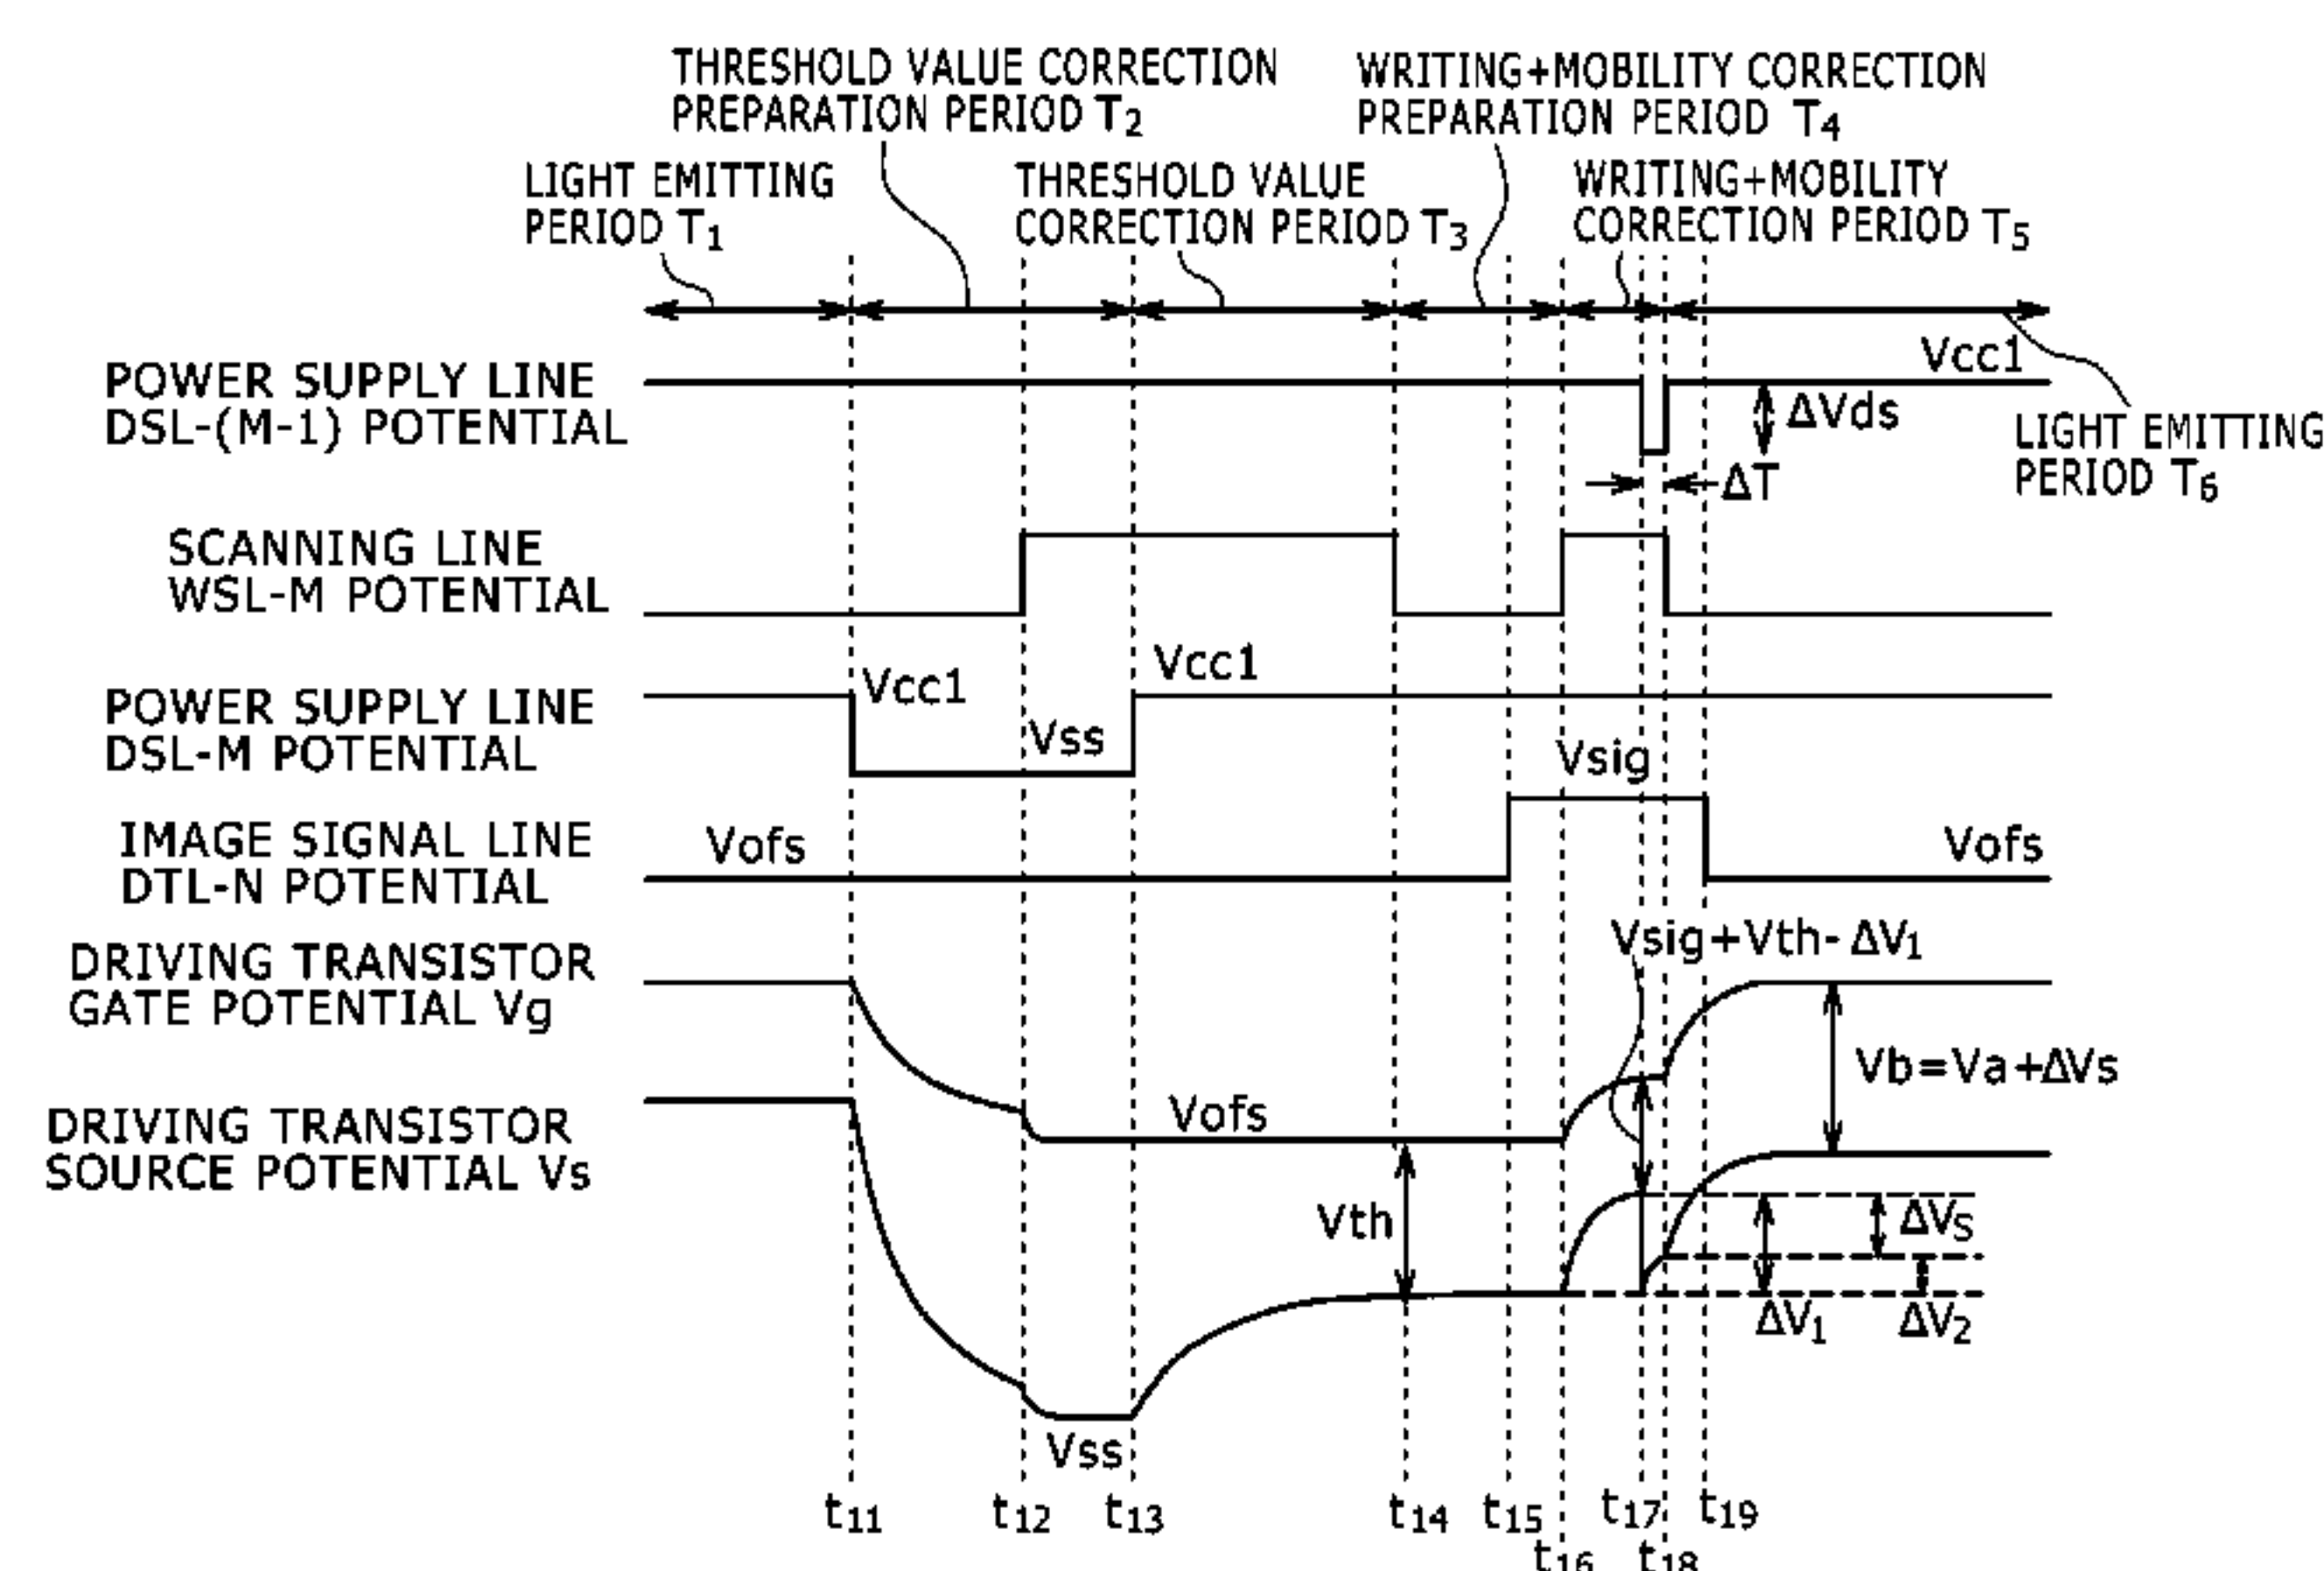 THRESHOLD VALUE CORRECTION
PREPARATION PERIOD T2
WRITING+MOBILITY CORRECTION
PREPARATION PERIOD T4
LIGHT EMITTING
PERIOD T1
THRESHOLD VALUE
CORRECTION PERIOD T3
WRITING+MOBILITY
CORRECTION PERIOD T5
POWER SUPPLY LINE
DSL-(M-1) POTENTIAL
Vcc1
ΔVds
ΔT
LIGHT EMITTING
PERIOD T6
SCANNING LINE
WSL-M POTENTIAL
POWER SUPPLY LINE
DSL-M POTENTIAL
Vcc1
Vss
Vcc1
Vsig
IMAGE SIGNAL LINE
DTL-N POTENTIAL
Vofs
Vofs
DRIVING TRANSISTOR
GATE POTENTIAL Vg
Vsig+Vth-ΔV1
Vb=Va+ΔVs
Vofs
DRIVING TRANSISTOR
SOURCE POTENTIAL Vs
Vth
ΔVS
ΔV1
ΔV2
Vss
t11
t12
t13
t14
t15
t16
t17
t18
t19